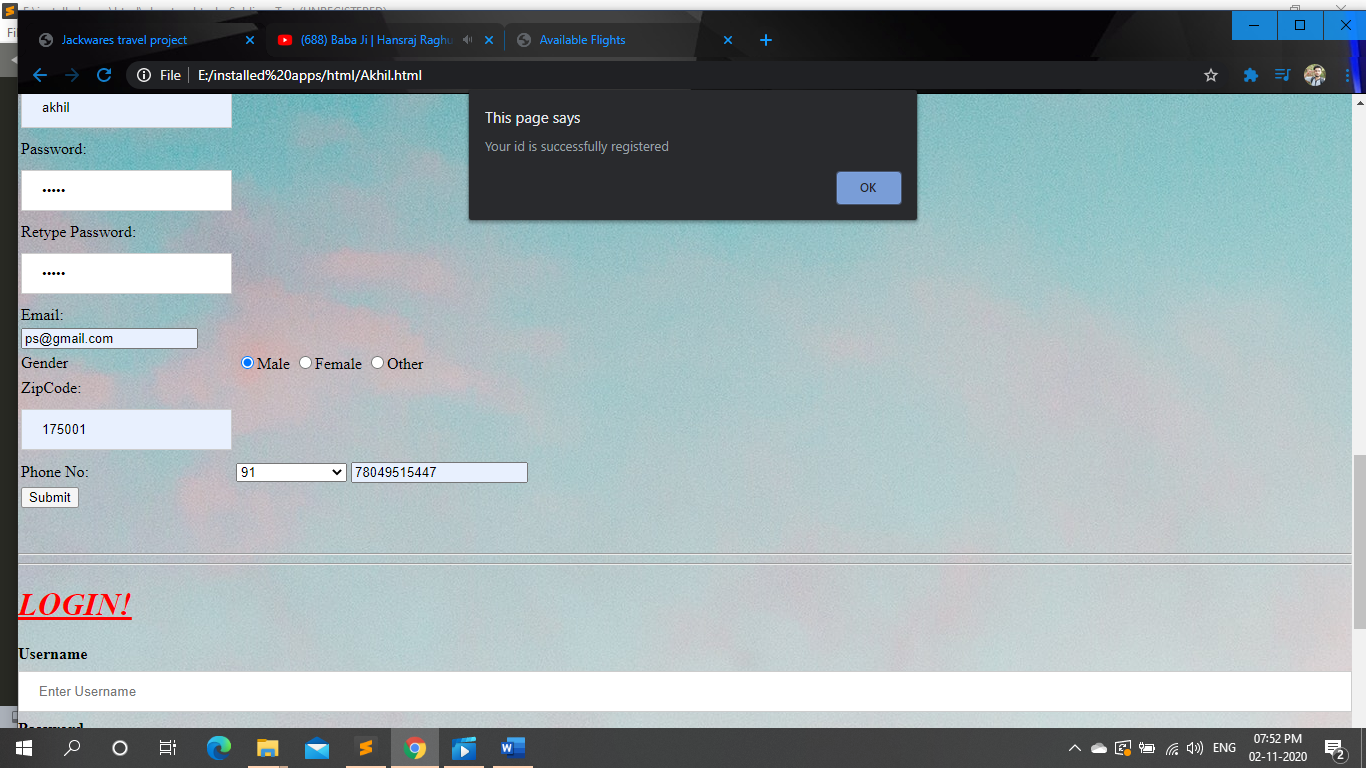 Jackwares travel project
(688) Baba Ji | Hansraj Raghu
Available Flights
File | E:/installed%20apps/html/Akhil.html
This page says
Your id is successfully registered
OK
akhil
Password:
•••••
Retype Password:
•••••
Email:
ps@gmail.com
Gender Male Female Other
ZipCode:
175001
Phone No: 91 78049515447
Submit
LOGIN!
Username
Enter Username
Password
ENG
07:52 PM
02-11-2020
2